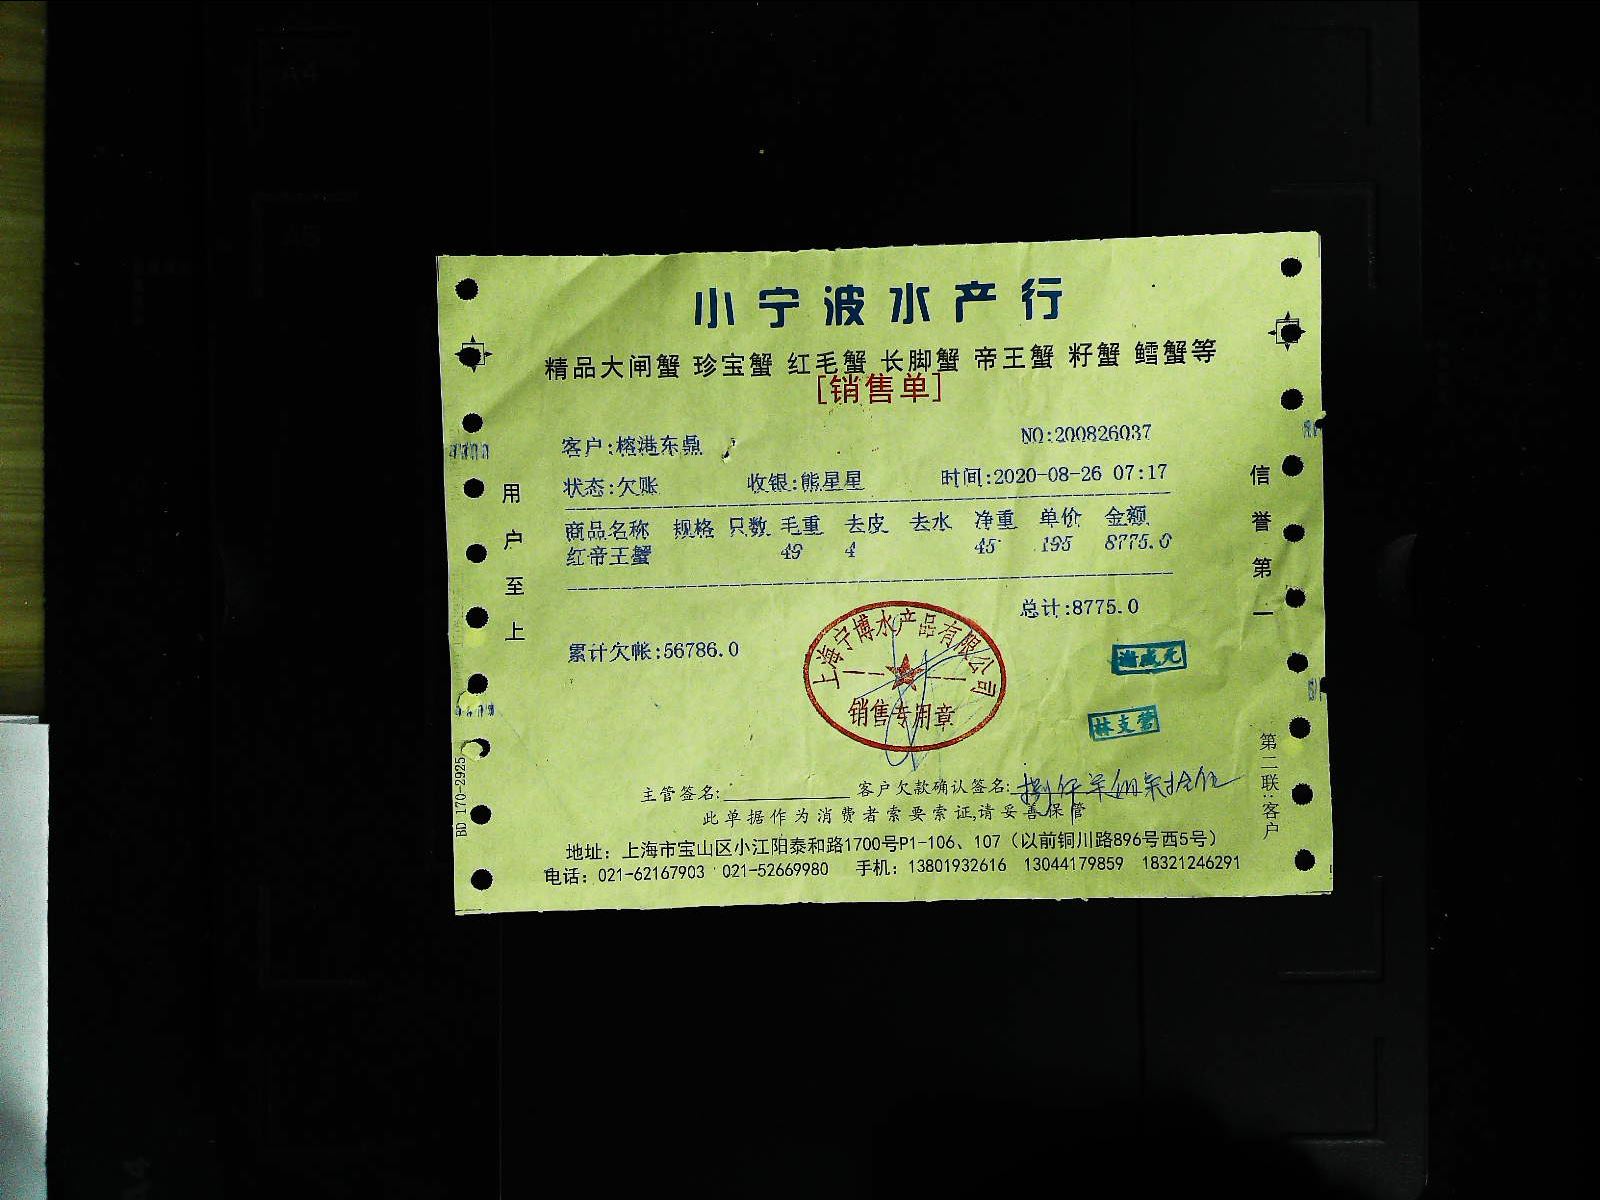 小宁波水产行
精品大闸蟹 珍宝蟹 红毛蟹 长脚蟹 帝王蟹 籽蟹 鳕蟹等
[销售单]
客户:榕港东鼎
NO:200826037
状态:欠账 收银:熊星星 时间:2020-08-26 07:17
商品名称 规格 只数 毛重 去皮 去水 净重 单价 金额
红帝王蟹 49 4 45 195 8775.0
总计:8775.0
累计欠帐:56786.0
上海宁博水产品有限公司
销售专用章
主管签名: 客户欠款确认签名:捌仟柒佰柒拾伍
此单据作为消费者索要索证,请妥善保管
地址：上海市宝山区小江阳泰和路1700号P1-106、107（以前铜川路896号西5号）
电话：021-62167903 021-52669980 手机：13801932616 13044179859 18321246291
用户至上
信誉第一
第二联:客户
BD 170-2925